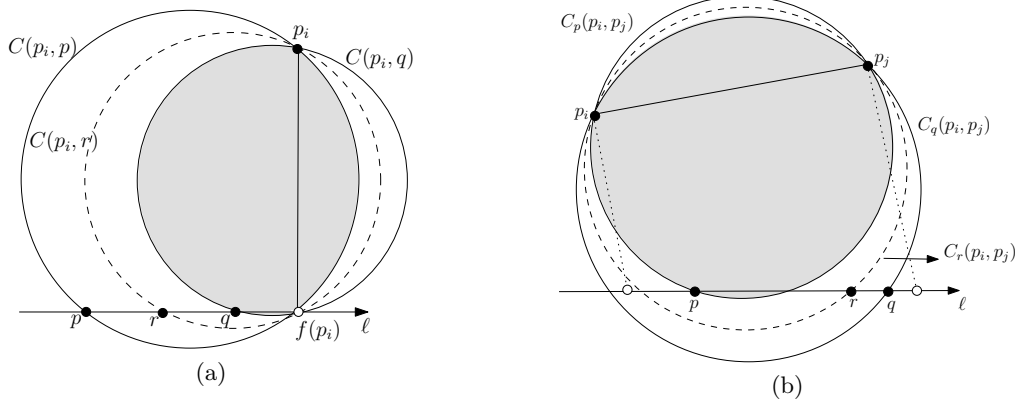 C(p_i, p)
p_i
C(p_i, q)
C(p_i, r)
p
r
q
f(p_i)
ℓ
(a)
C_p(p_i, p_j)
p_j
p_i
C_q(p_i, p_j)
C_r(p_i, p_j)
p
r
q
ℓ
(b)